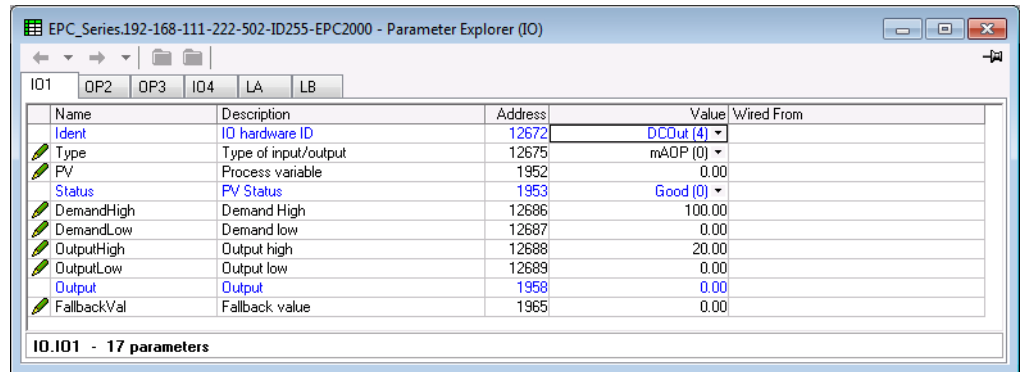 EPC_Series.192-168-111-222-502-ID255-EPC2000 - Parameter Explorer (IO)
IO1 OP2 OP3 IO4 LA LB
Name Description Address Value Wired From
Ident IO hardware ID 12672 DCOut (4)
Type Type of input/output 12675 mAOP (0)
PV Process variable 1952 0.00
Status PV Status 1953 Good (0)
DemandHigh Demand High 12686 100.00
DemandLow Demand low 12687 0.00
OutputHigh Output high 12688 20.00
OutputLow Output low 12689 0.00
Output Output 1958 0.00
FallbackVal Fallback value 1965 0.00
IO.IO1 - 17 parameters